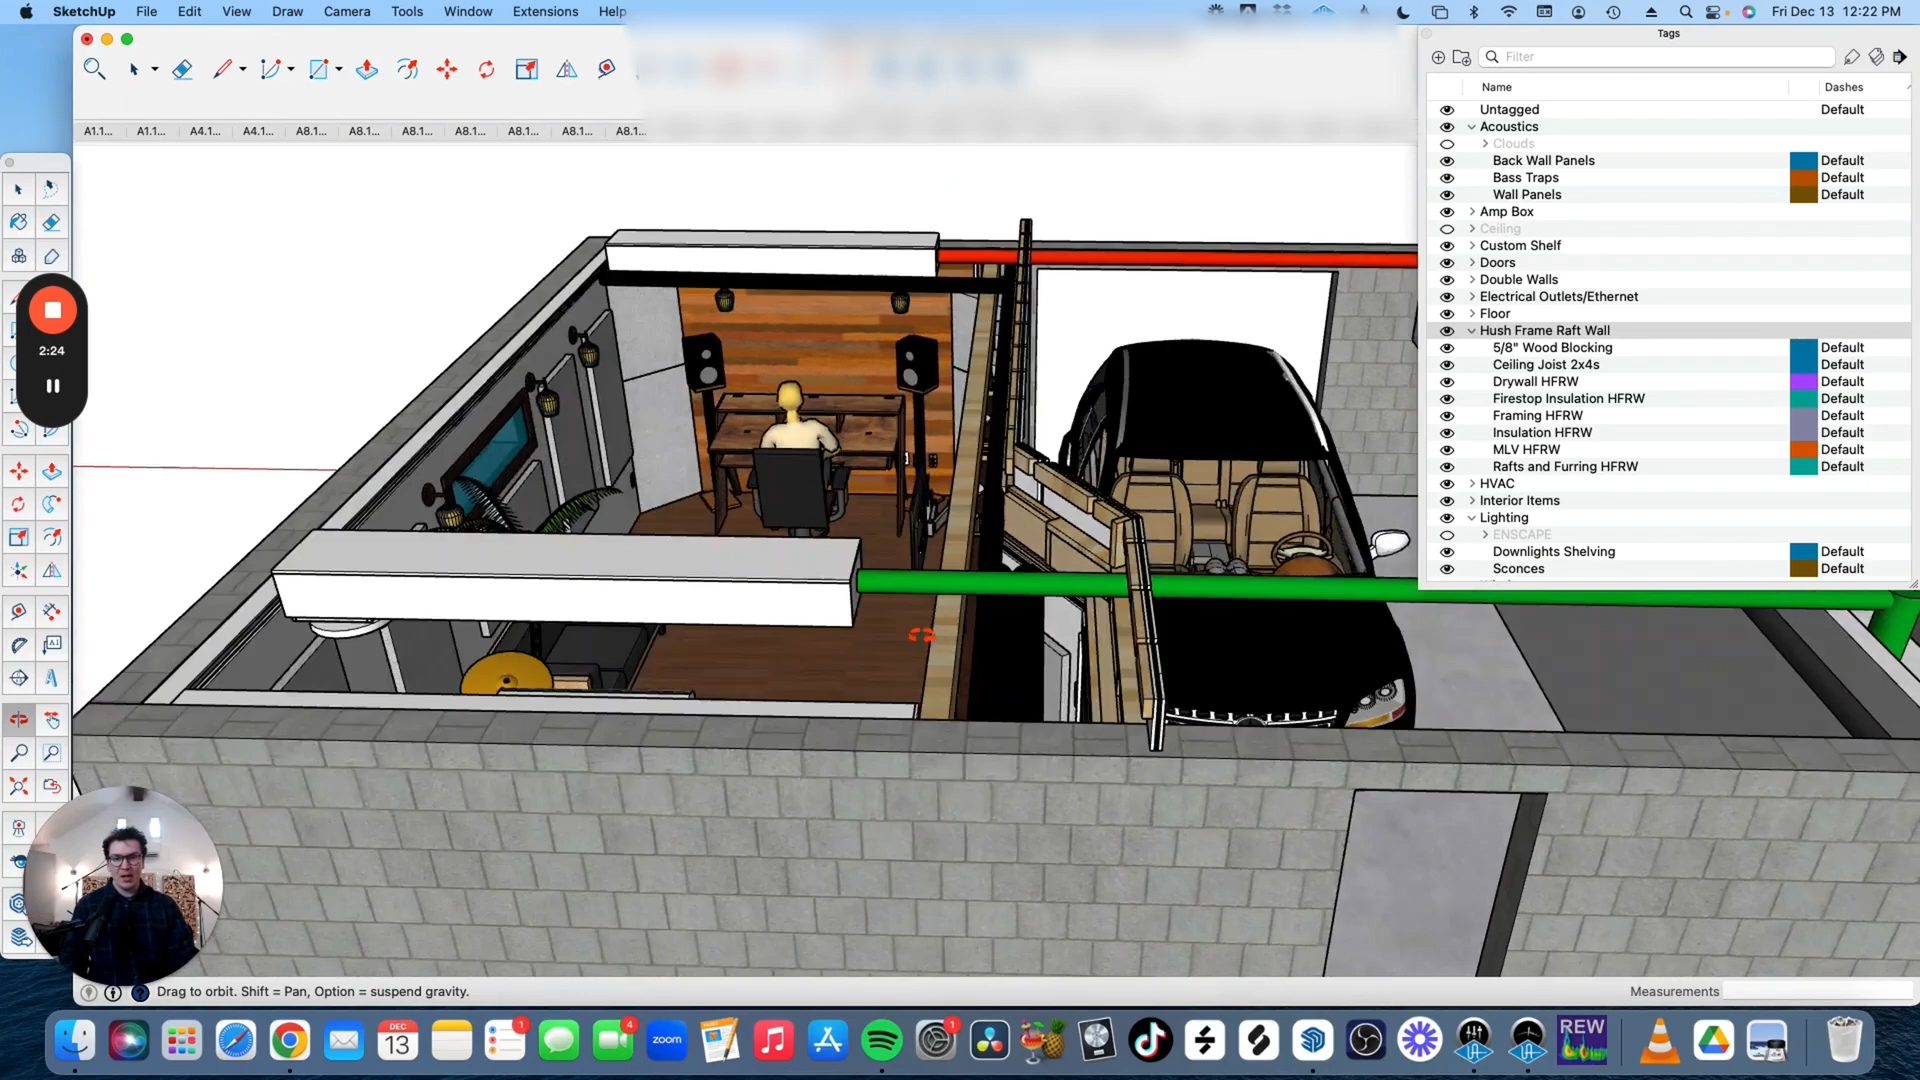 SketchUp File Edit View Draw Camera Tools Window Extensions Help
Fri Dec 13 12:22 PM
Tags
Filter
Name Dashes
A1.1... A1.1... A4.1... A4.1... A8.1... A8.1... A8.1... A8.1... A8.1... A8.1... A8.1...
Untagged Default
Acoustics
Clouds
Back Wall Panels Default
Bass Traps Default
Wall Panels Default
Amp Box
Ceiling
Custom Shelf
Doors
Double Walls
Electrical Outlets/Ethernet
Floor
Hush Frame Raft Wall
5/8" Wood Blocking Default
Ceiling Joist 2x4s Default
Drywall HFRW Default
Firestop Insulation HFRW Default
Framing HFRW Default
Insulation HFRW Default
MLV HFRW Default
Rafts and Furring HFRW Default
HVAC
Interior Items
Lighting
ENSCAPE
Downlights Shelving Default
Sconces Default
2:24
Drag to orbit. Shift = Pan, Option = suspend gravity.
Measurements
DEC
13
1
4
zoom
1
REW